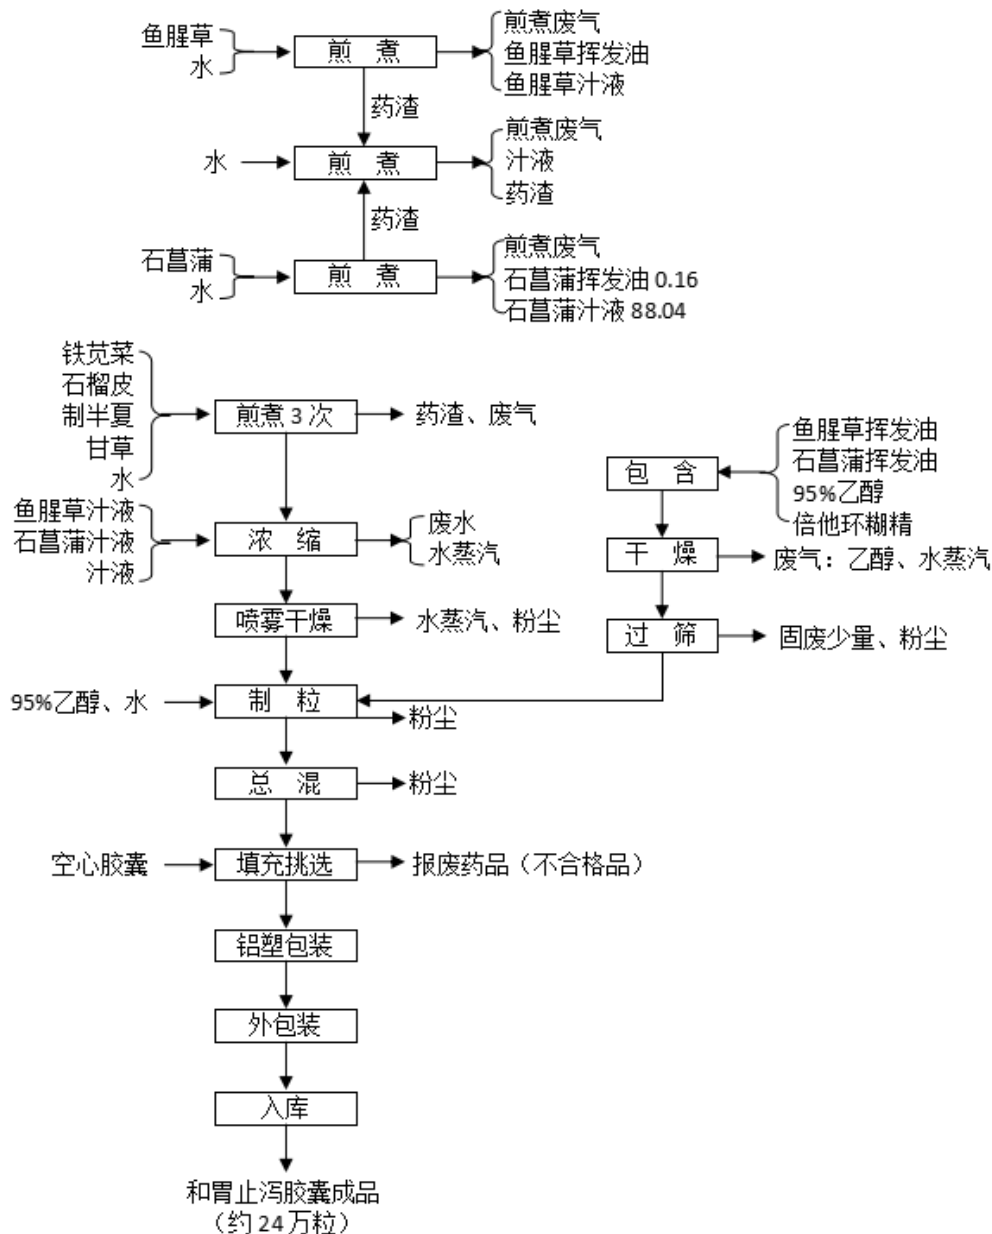 鱼腥草
水
煎 煮
煎煮废气
鱼腥草挥发油
鱼腥草汁液
药渣
水
煎 煮
煎煮废气
汁液
药渣
药渣
石菖蒲
水
煎 煮
煎煮废气
石菖蒲挥发油 0.16
石菖蒲汁液 88.04
铁苋菜
石榴皮
制半夏
甘草
水
煎煮 3 次
药渣、废气
鱼腥草汁液
石菖蒲汁液
汁液
浓 缩
废水
水蒸汽
包 含
鱼腥草挥发油
石菖蒲挥发油
95%乙醇
倍他环糊精
干 燥
废气：乙醇、水蒸汽
喷雾干燥
水蒸汽、粉尘
过 筛
固废少量、粉尘
95%乙醇、水
制 粒
粉尘
总 混
粉尘
空心胶囊
填充挑选
报废药品（不合格品）
铝塑包装
外包装
入库
和胃止泻胶囊成品
（约 24 万粒）